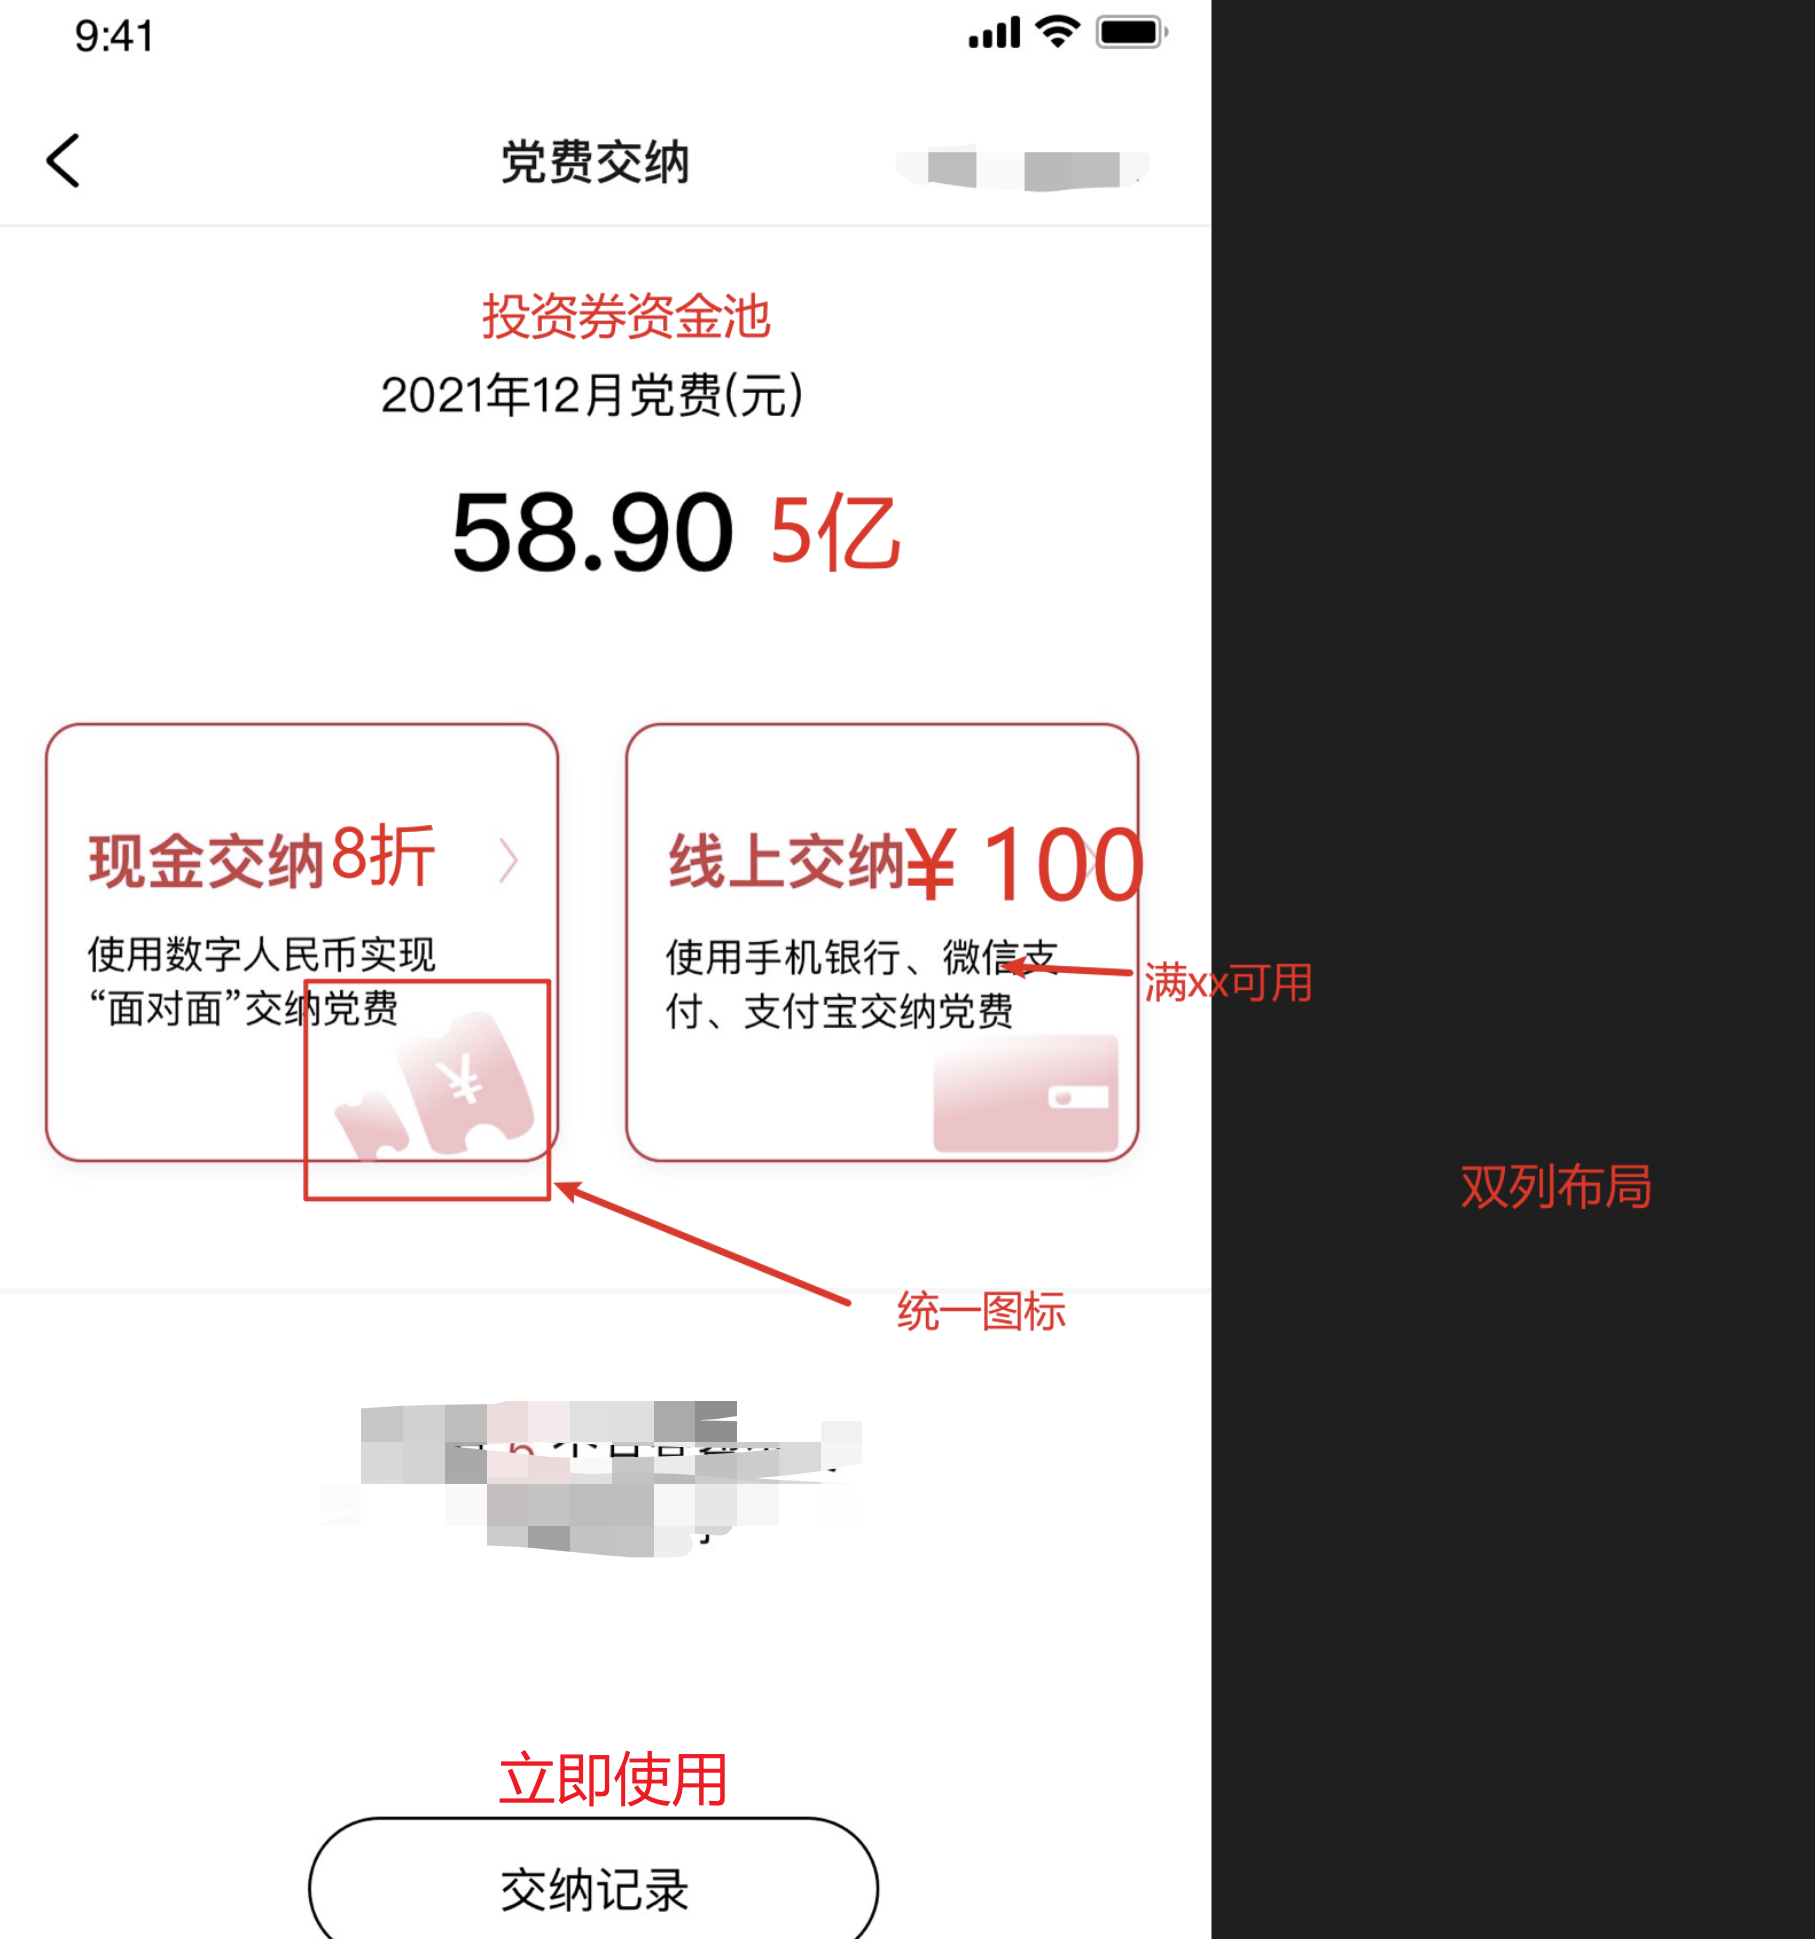 9:41
党费交纳
投资券资金池
2021年12月党费(元)
58.90 5亿
现金交纳8折
使用数字人民币实现
“面对面”交纳党费
¥
线上交纳¥ 100
使用手机银行、微信支
付、支付宝交纳党费
满xx可用
双列布局
统一图标
立即使用
交纳记录